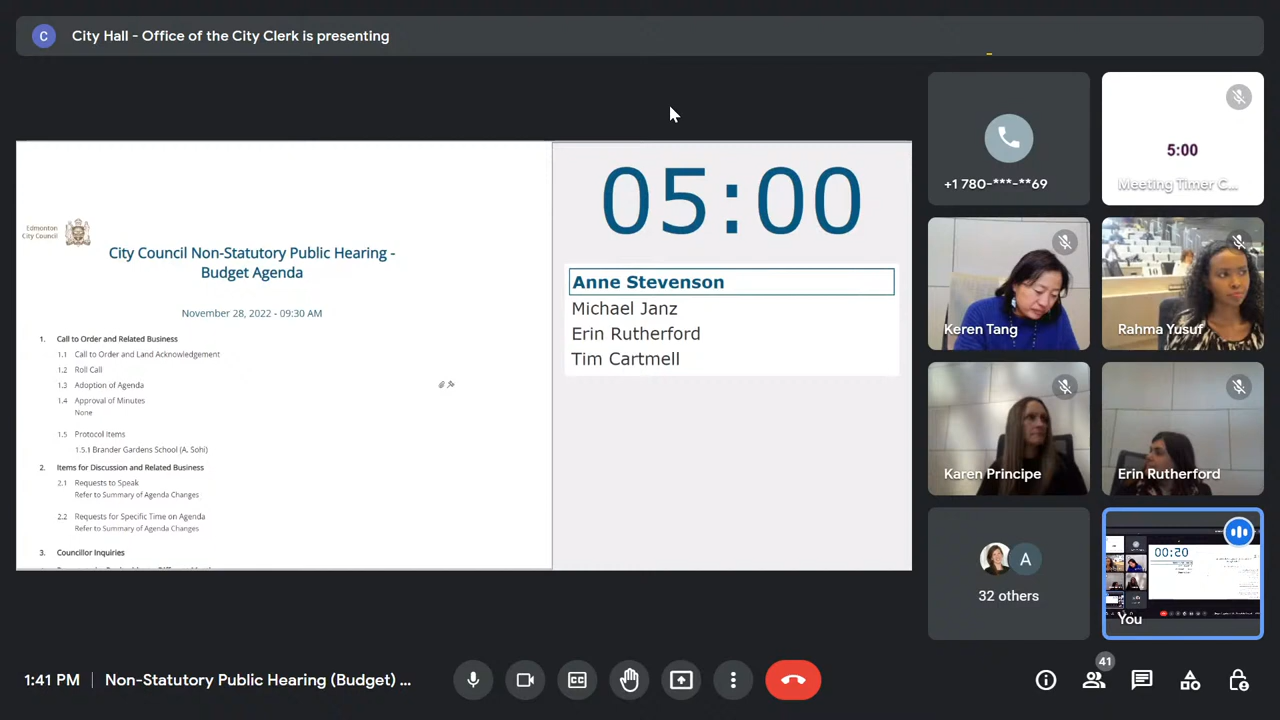 C
City Hall - Office of the City Clerk is presenting
Edmonton
City Council
City Council Non-Statutory Public Hearing -
Budget Agenda
November 28, 2022 - 09:30 AM
1. Call to Order and Related Business
1.1 Call to Order and Land Acknowledgement
1.2 Roll Call
1.3 Adoption of Agenda
1.4 Approval of Minutes
None
1.5 Protocol Items
1.5.1 Brander Gardens School (A. Sohi)
2. Items for Discussion and Related Business
2.1 Requests to Speak
Refer to Summary of Agenda Changes
2.2 Requests for Specific Time on Agenda
Refer to Summary of Agenda Changes
3. Councillor Inquiries
05:00
Anne Stevenson
Michael Janz
Erin Rutherford
Tim Cartmell
+1 780-***-**69
5:00
Meeting Timer C...
Keren Tang
Rahma Yusuf
Karen Principe
Erin Rutherford
A
32 others
00:50
You
1:41 PM
Non-Statutory Public Hearing (Budget) ...
41